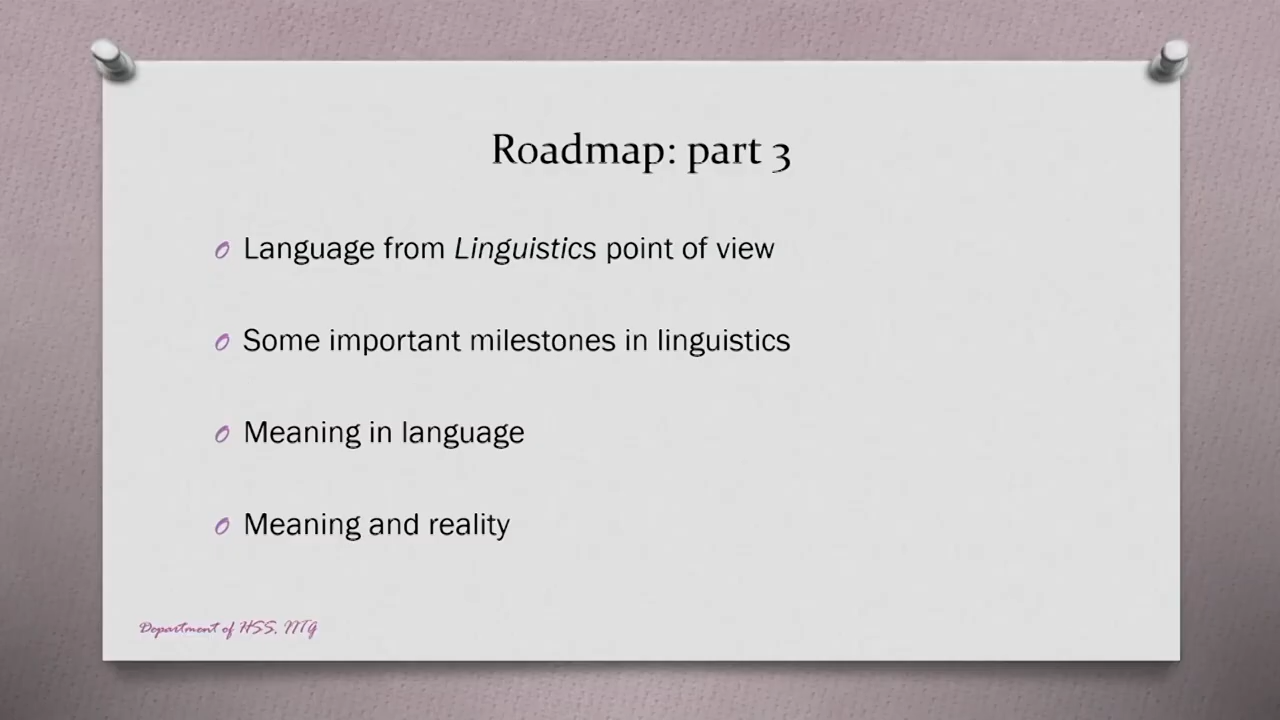 Roadmap: part 3
Language from Linguistics point of view
Some important milestones in linguistics
Meaning in language
Meaning and reality
Department of HSS, IITG